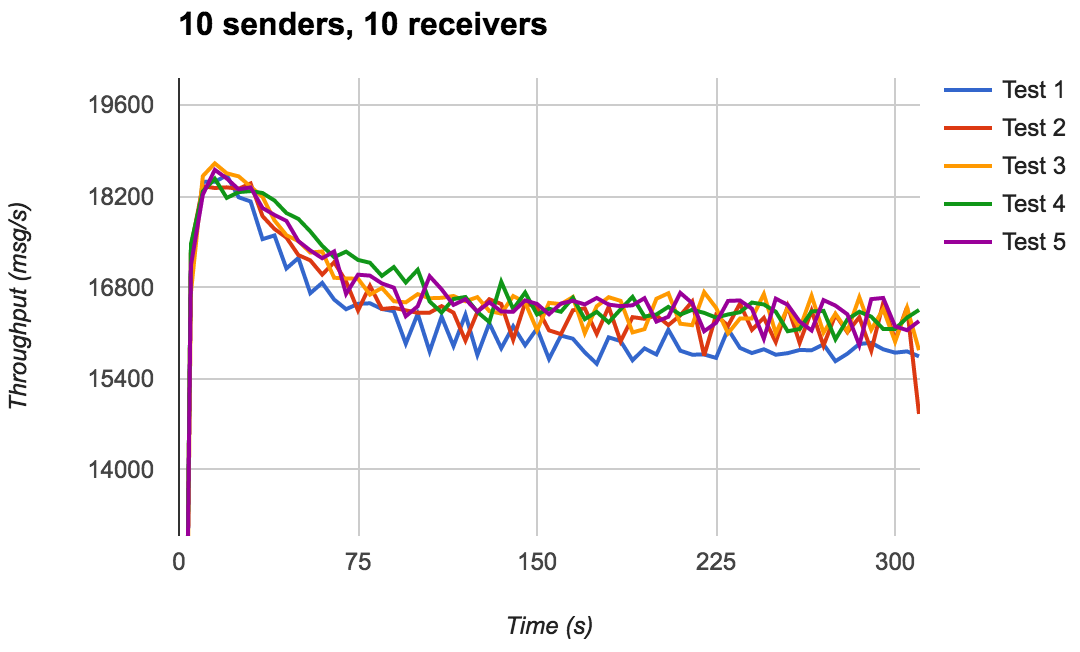 10 senders, 10 receivers
Throughput (msg/s)
19600
18200
16800
15400
14000
0 75 150 225 300
Time (s)
Test 1
Test 2
Test 3
Test 4
Test 5